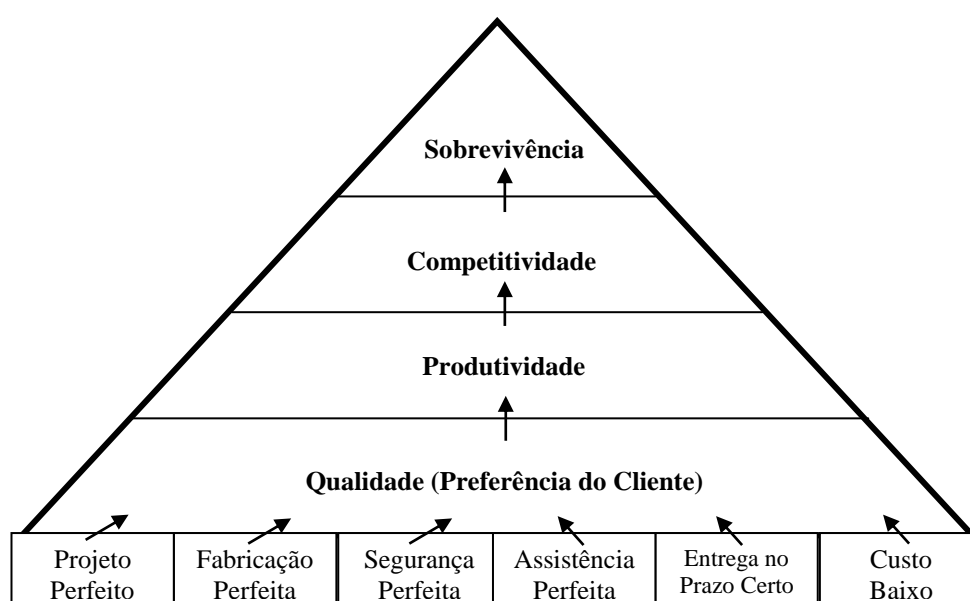 Sobrevivência
Competitividade
Produtividade
Qualidade (Preferência do Cliente)
Projeto
Perfeito
Fabricação
Perfeita
Segurança
Perfeita
Assistência
Perfeita
Entrega no
Prazo Certo
Custo
Baixo